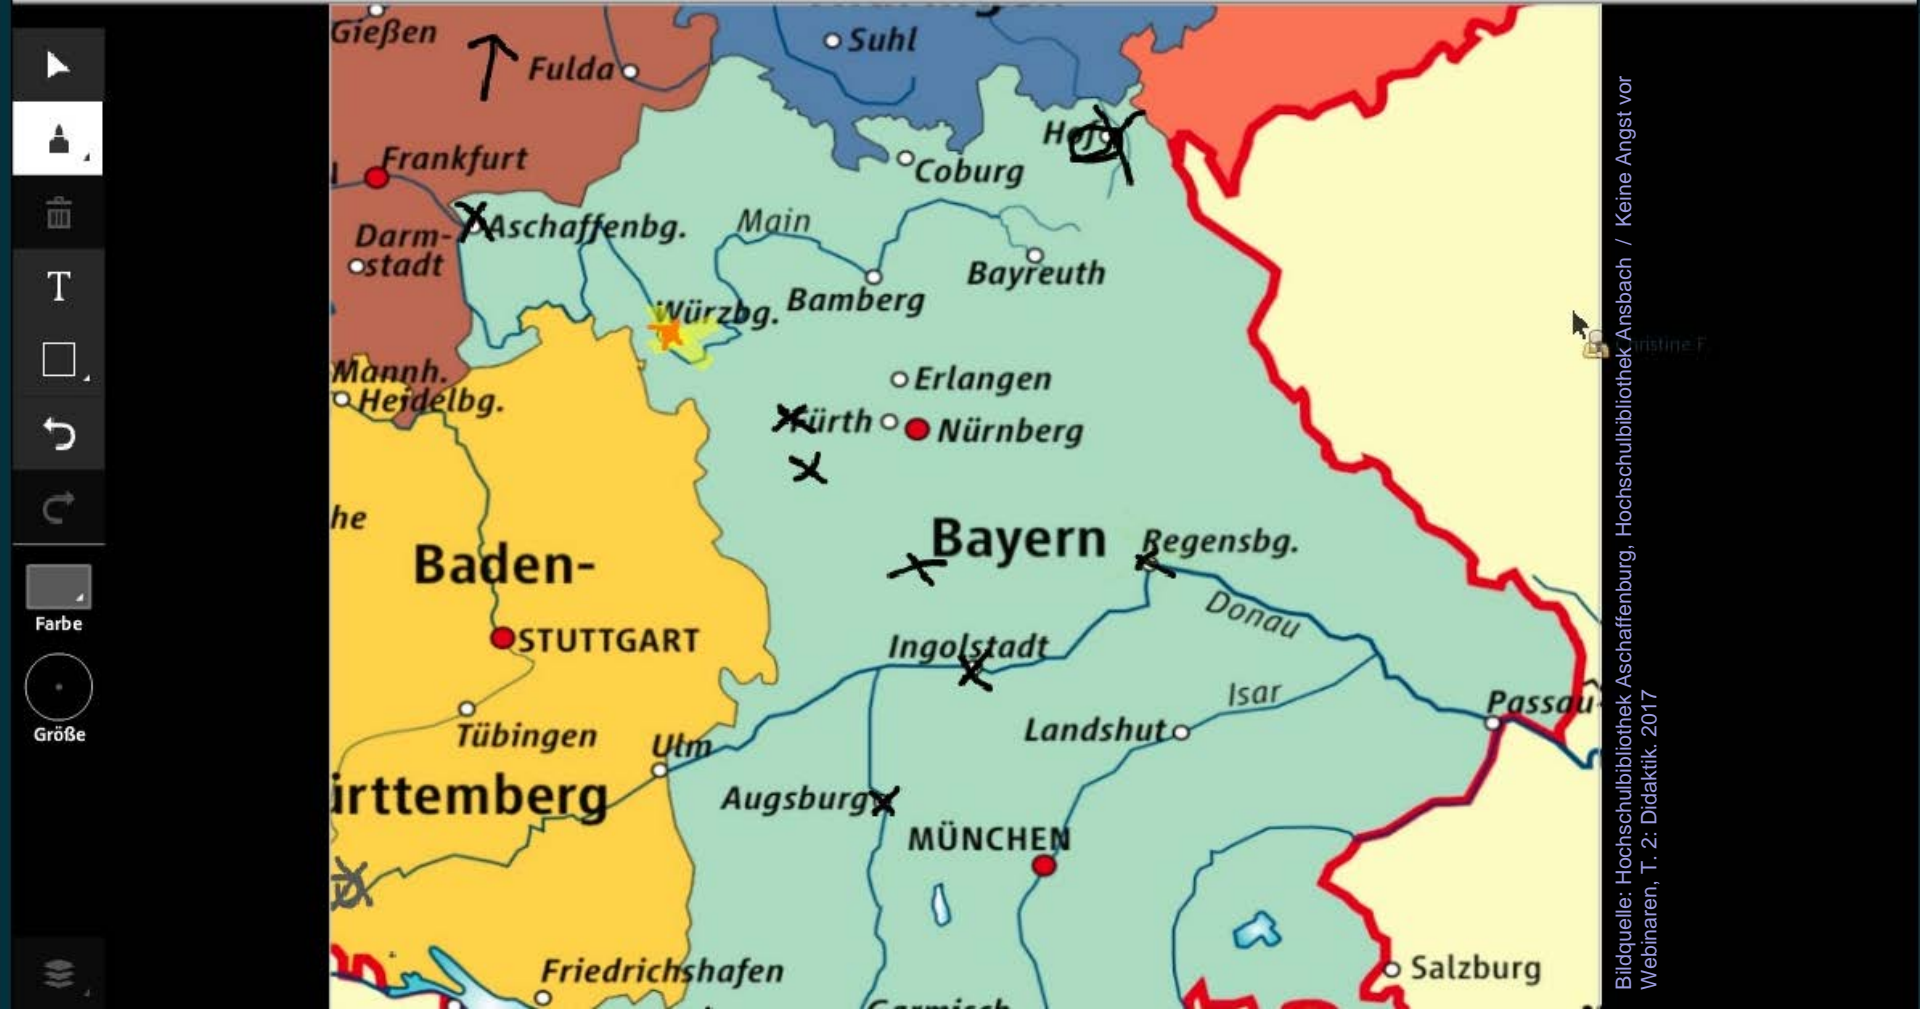 Gießen
Suhl
Fulda
Hof
Frankfurt
Coburg
Aschaffenbg.
Main
Darm-
stadt
Bayreuth
Bamberg
Würzbg.
Mannh.
Erlangen
Heidelbg.
Fürth
Nürnberg
he
Bayern
Regensbg.
Baden-
Donau
STUTTGART
Ingolstadt
Isar
Passau
Tübingen
Landshut
Ulm
ürttemberg
Augsburg
MÜNCHEN
Friedrichshafen
Salzburg
Garmisch
T
Farbe
Größe
Christine F.
Bildquelle: Hochschulbibliothek Aschaffenburg, Hochschulbibliothek Ansbach / Keine Angst vor
Webinaren, T. 2: Didaktik. 2017